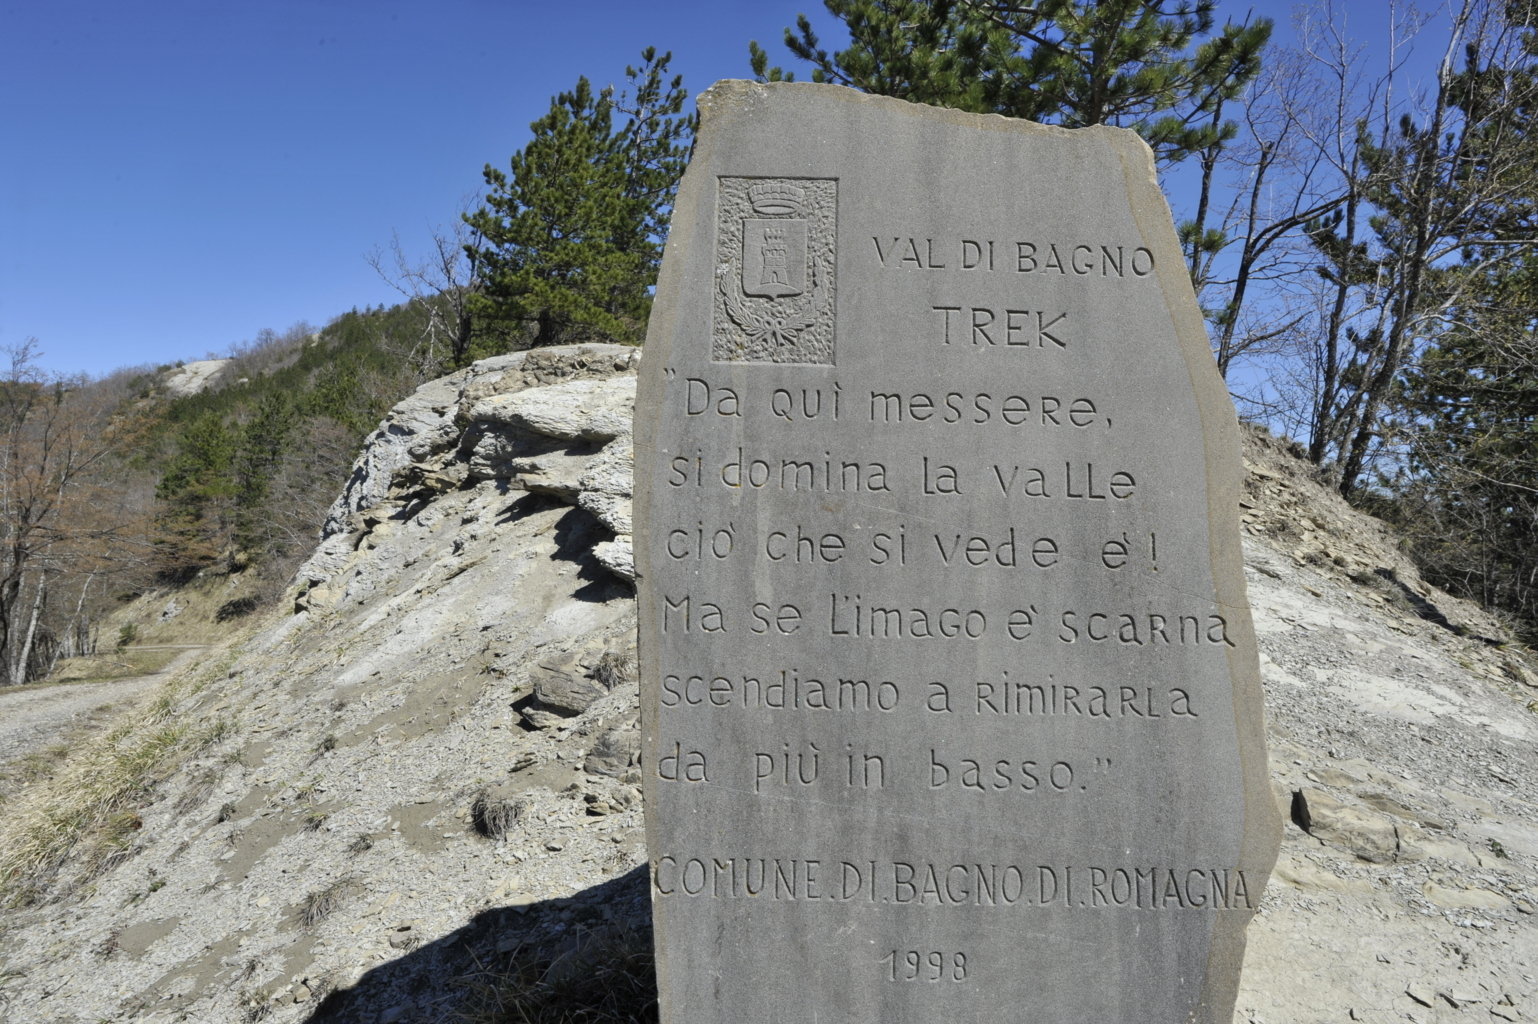 VAL DI BAGNO
TREK
"Da Quì messere,
si domina la valle
ciò che si vede è!
Ma se l'imago è scarna
scendiamo a rimirarla
da più in basso."
COMUNE.DI.BAGNO.DI.ROMAGNA
1998